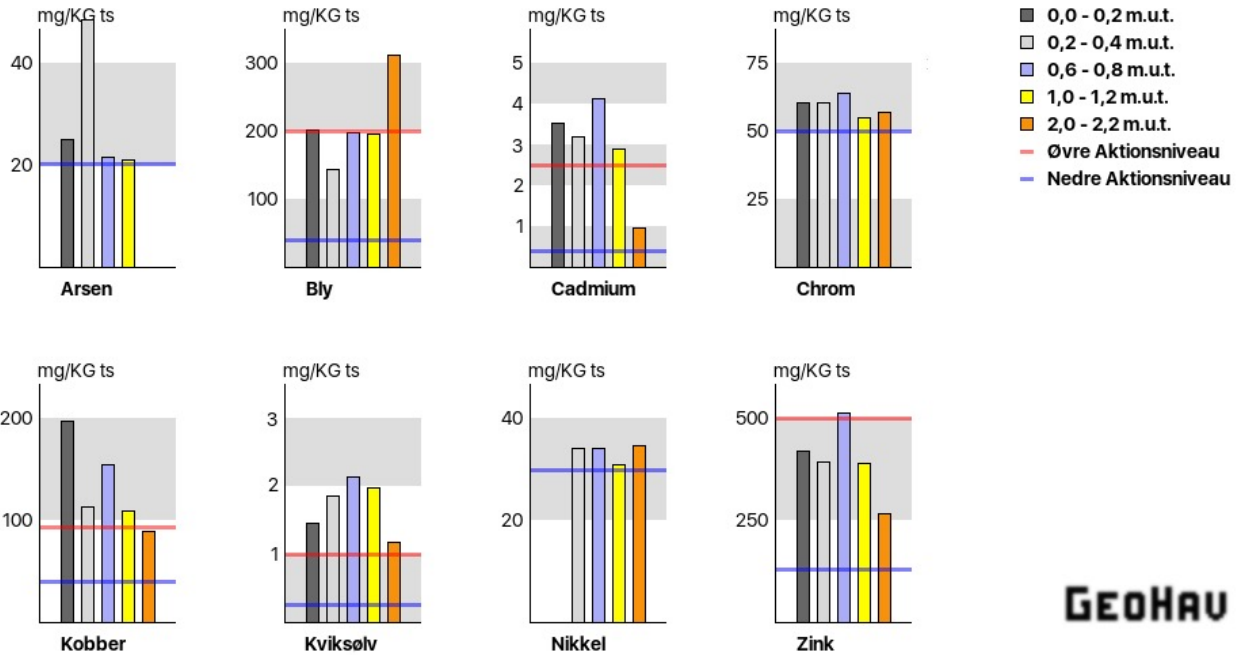 mg/KG ts
40
20
Arsen
mg/KG ts
300
200
100
Bly
mg/KG ts
5
4
3
2
1
Cadmium
mg/KG ts
75
50
25
Chrom
0,0 - 0,2 m.u.t.
0,2 - 0,4 m.u.t.
0,6 - 0,8 m.u.t.
1,0 - 1,2 m.u.t.
2,0 - 2,2 m.u.t.
Øvre Aktionsniveau
Nedre Aktionsniveau
mg/KG ts
200
100
Kobber
mg/KG ts
3
2
1
Kviksølv
mg/KG ts
40
20
Nikkel
mg/KG ts
500
250
Zink
GEOHAV